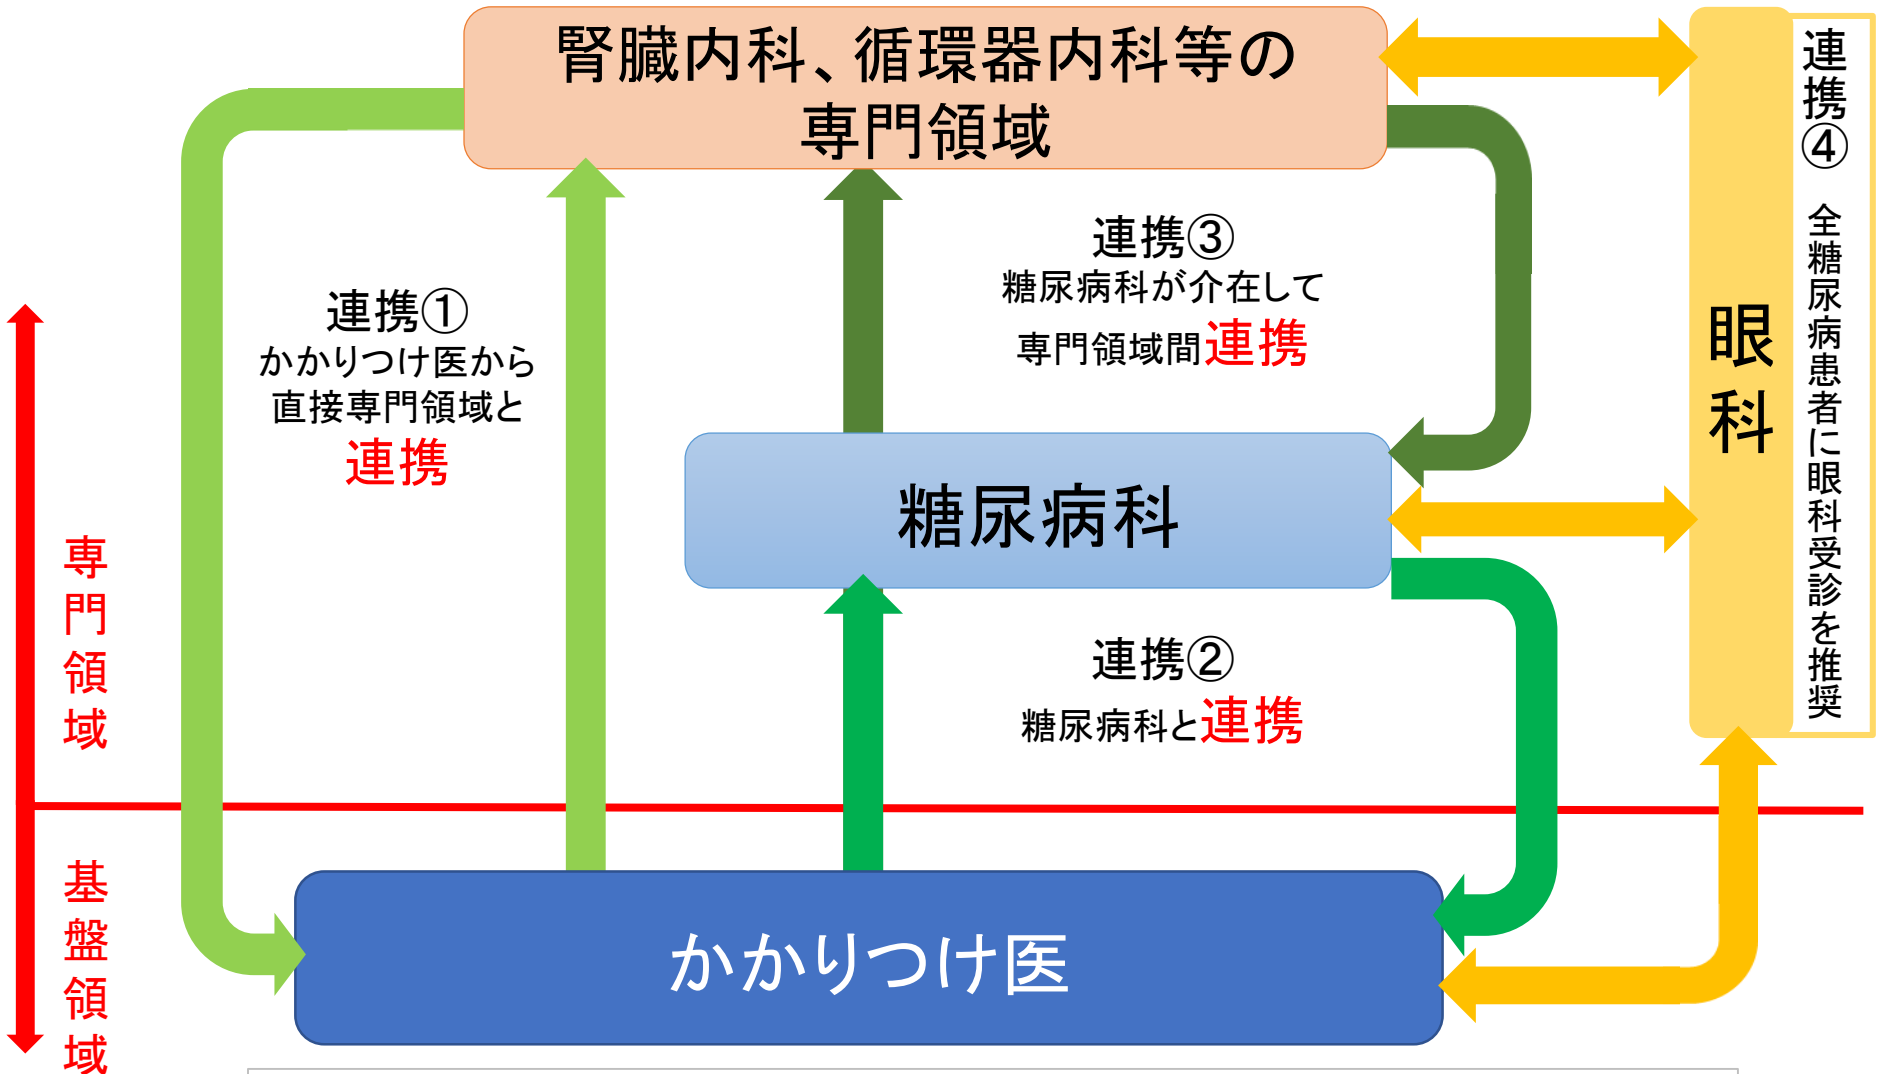 腎臓内科、循環器内科等の
専門領域
連携①
かかりつけ医から
直接専門領域と
連携
連携③
糖尿病科が介在して
専門領域間連携
糖尿病科
連携②
糖尿病科と連携
かかりつけ医
眼科
連携④ 全糖尿病患者に眼科受診を推奨
専門領域
基盤領域